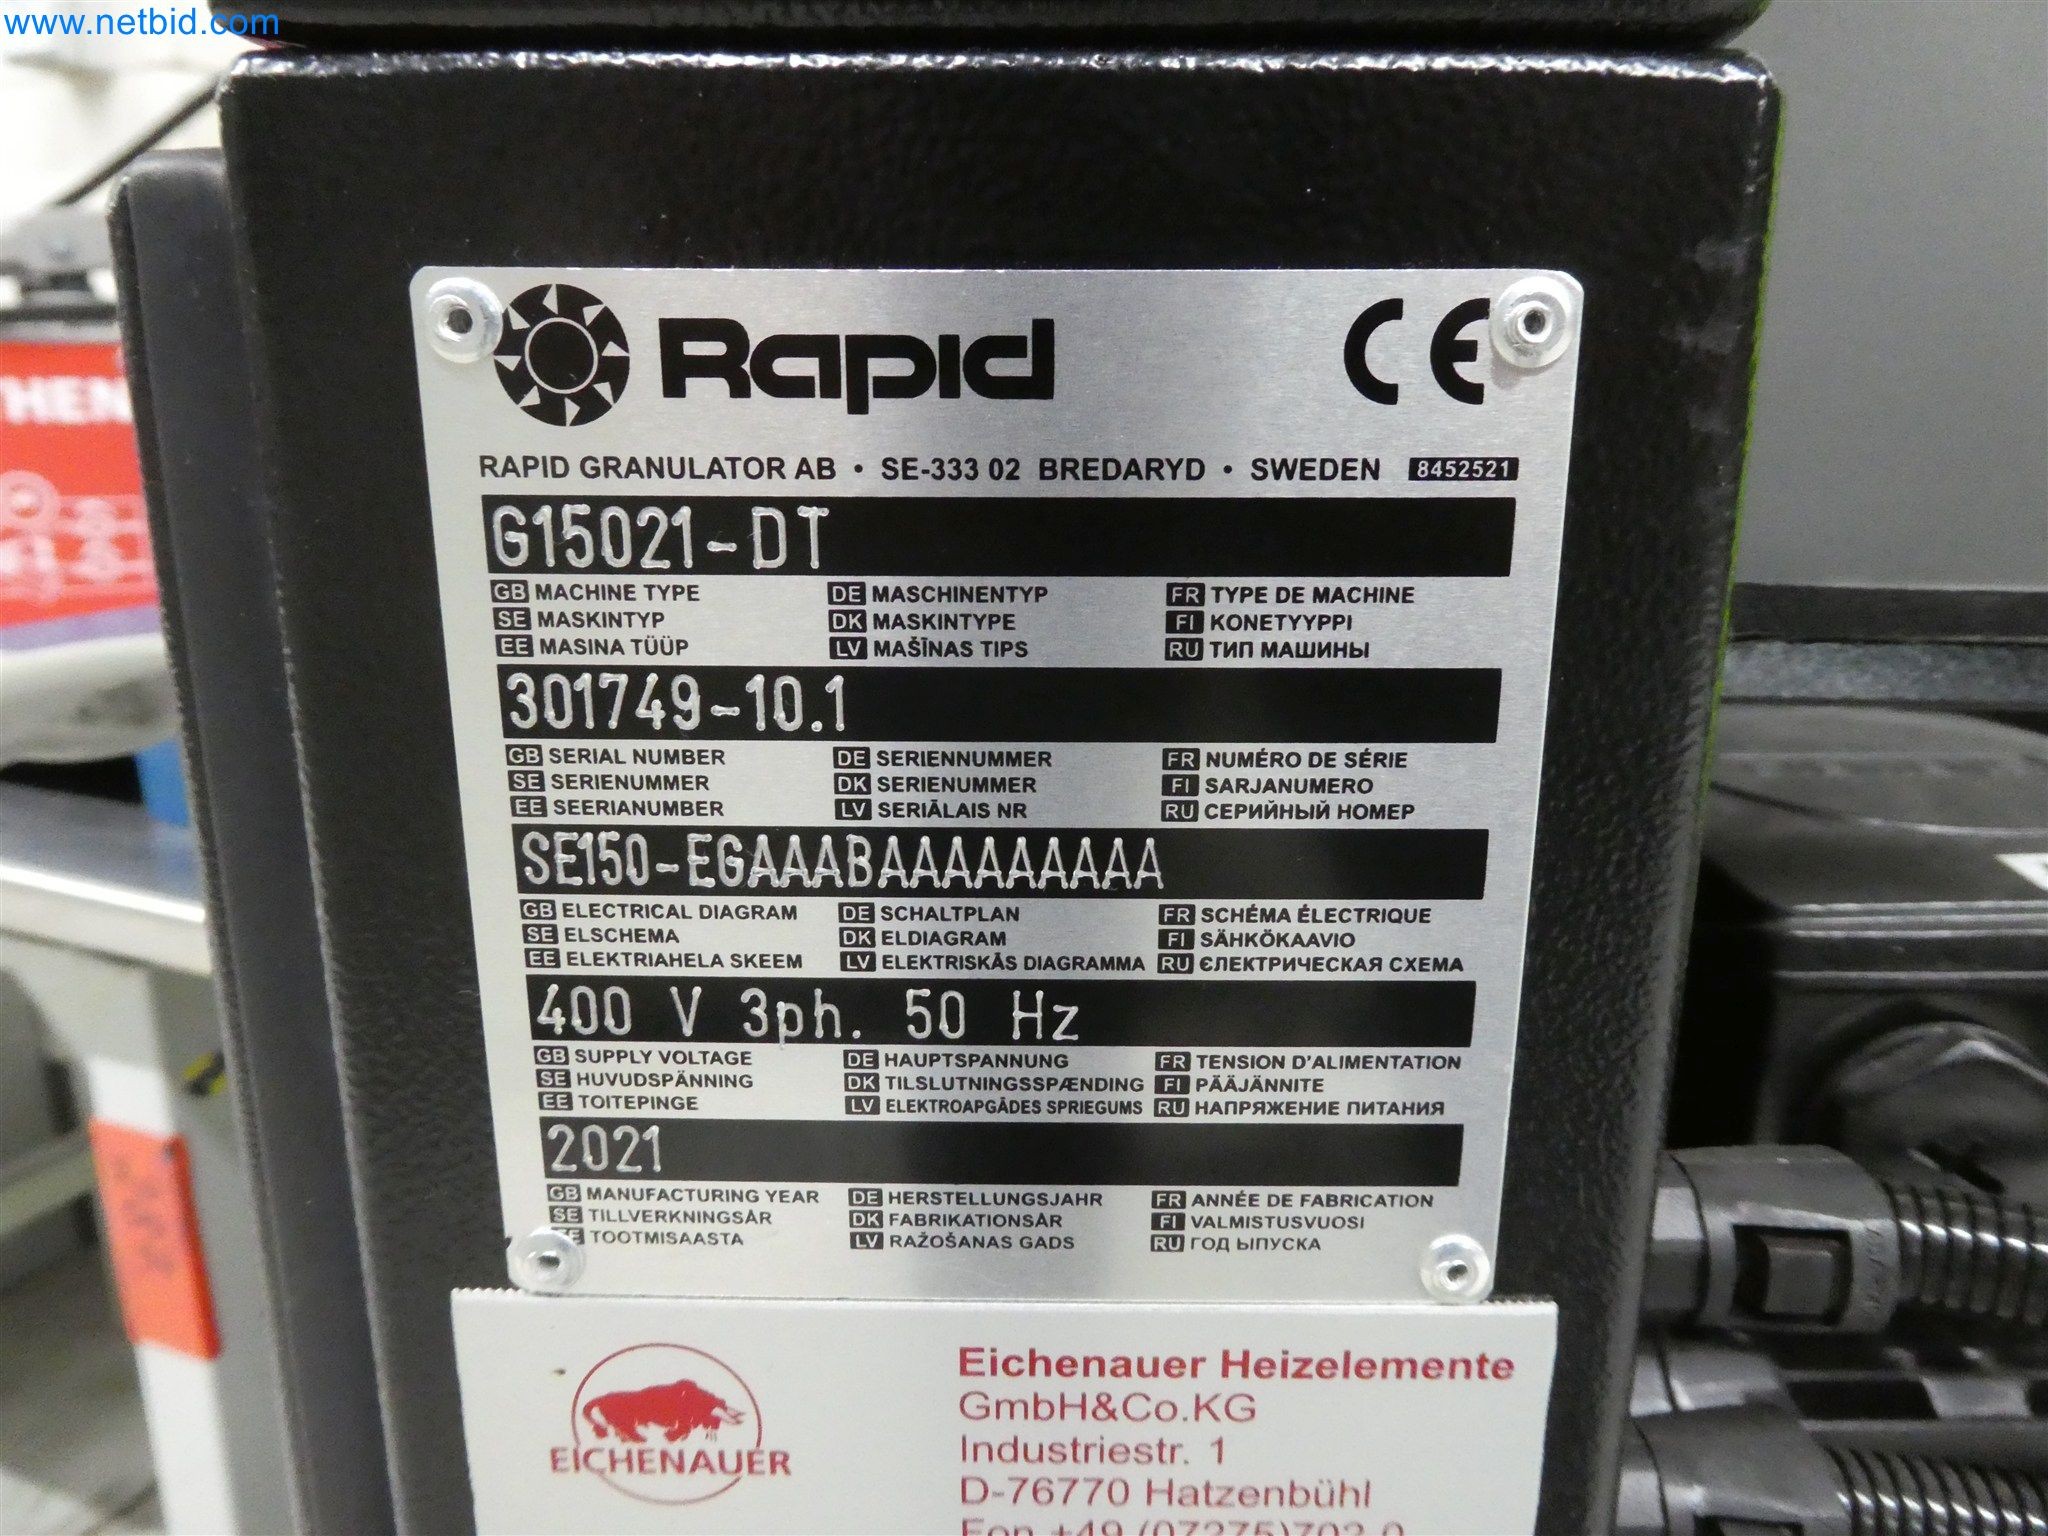 www.netbid.com
HEN
Rapid CE
RAPID GRANULATOR AB • SE-333 02 BREDARYD • SWEDEN 8452521
G15021-DT
GB MACHINE TYPE DE MASCHINENTYP FR TYPE DE MACHINE
SE MASKINTYP DK MASKINTYPE FI KONETYYPPI
EE MASINA TÜÜP LV MAŠĪNAS TIPS RU ТИП МАШИНЫ
301749-10.1
GB SERIAL NUMBER DE SERIENNUMMER FR NUMÉRO DE SÉRIE
SE SERIENUMMER DK SERIENUMMER FI SARJANUMERO
EE SEERIANUMBER LV SERIĀLAIS NR RU СЕРИЙНЫЙ НОМЕР
SE150-EGAAABAAAAAAAAA
GB ELECTRICAL DIAGRAM DE SCHALTPLAN FR SCHÉMA ÉLECTRIQUE
SE ELSCHEMA DK ELDIAGRAM FI SÄHKÖKAAVIO
EE ELEKTRIAHELA SKEEM LV ELEKTRISKĀS DIAGRAMMA RU ЄЛЕКТРИЧЕСКАЯ СХЕМА
400 V 3ph. 50 Hz
GB SUPPLY VOLTAGE DE HAUPTSPANNUNG FR TENSION D'ALIMENTATION
SE HUVUDSPÄNNING DK TILSLUTNINGSSPÆNDING FI PÄÄJÄNNITE
EE TOITEPINGE LV ELEKTROAPGĀDES SPRIEGUMS RU НАПРЯЖЕНИЕ ПИТАНИЯ
2021
GB MANUFACTURING YEAR DE HERSTELLUNGSJAHR FR ANNÉE DE FABRICATION
SE TILLVERKNINGSÅR DK FABRIKATIONSÅR FI VALMISTUSVUOSI
EE TOOTMISAASTA LV RAŽOŠANAS GADS RU ГОД ЫПУСКА
EICHENAUER
Eichenauer Heizelemente
GmbH&Co.KG
Industriestr. 1
D-76770 Hatzenbühl
Fon +49 (07275)702-0